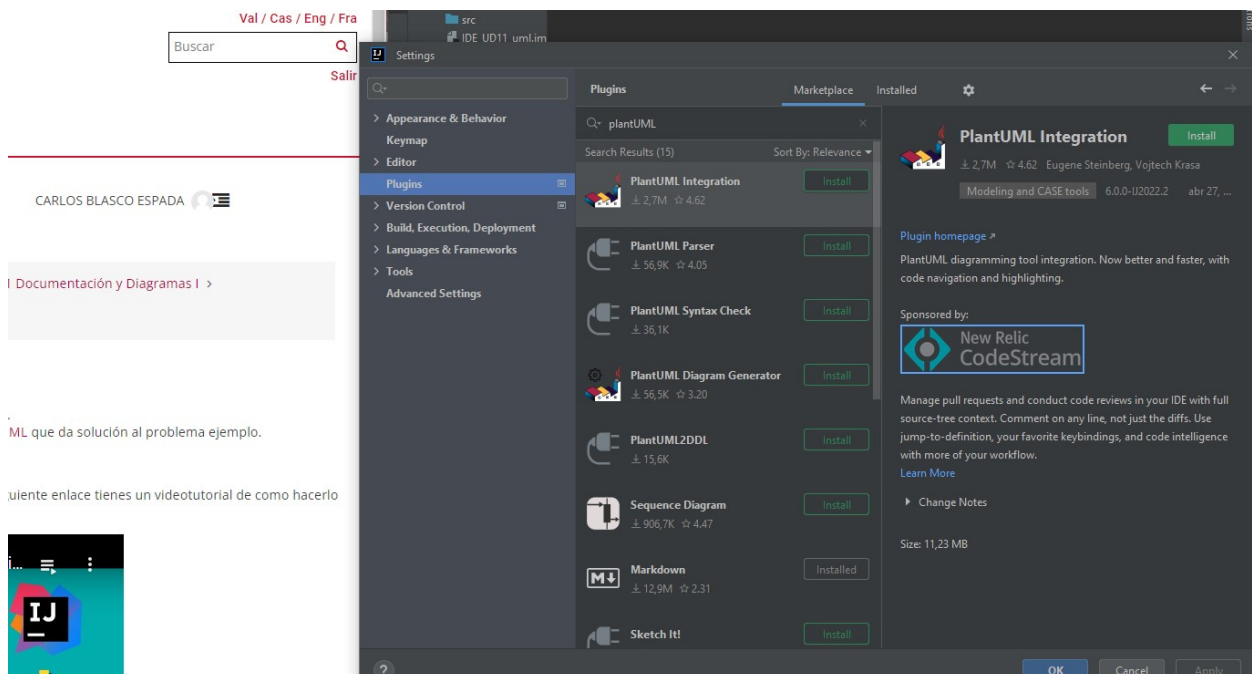 Val / Cas / Eng / Fra
Buscar
Salir
CARLOS BLASCO ESPADA
Documentación y Diagramas I >
ML que da solución al problema ejemplo.
uiente enlace tienes un videotutorial de como hacerlo
i...
IJ
src
IDE_UD11_uml.im
IJ
Settings
Appearance & Behavior
Keymap
Editor
Plugins
Version Control
Build, Execution, Deployment
Languages & Frameworks
Tools
Advanced Settings
?
Plugins
Marketplace
Installed
plantUML
Search Results (15)
Sort By: Relevance
PlantUML Integration
Install
2,7M 4.62
PlantUML Parser
Install
56,9K 4.05
PlantUML Syntax Check
Install
36,1K
PlantUML Diagram Generator
Install
56,5K 3.20
PlantUML2DDL
Install
15,6K
Sequence Diagram
Install
906,7K 4.47
M
Markdown
Installed
12,9M 2.31
Sketch It!
Install
PlantUML Integration
Install
2,7M 4.62 Eugene Steinberg, Vojtech Krasa
Modeling and CASE tools 6.0.0-IJ2022.2 abr 27, ...
Plugin homepage
PlantUML diagramming tool integration. Now better and faster, with
code navigation and highlighting.
Sponsored by:
New Relic
CodeStream
Manage pull requests and conduct code reviews in your IDE with full
source-tree context. Comment on any line, not just the diffs. Use
jump-to-definition, your favorite keybindings, and code intelligence
with more of your workflow.
Learn More
Change Notes
Size: 11,23 MB
OK
Cancel
Apply